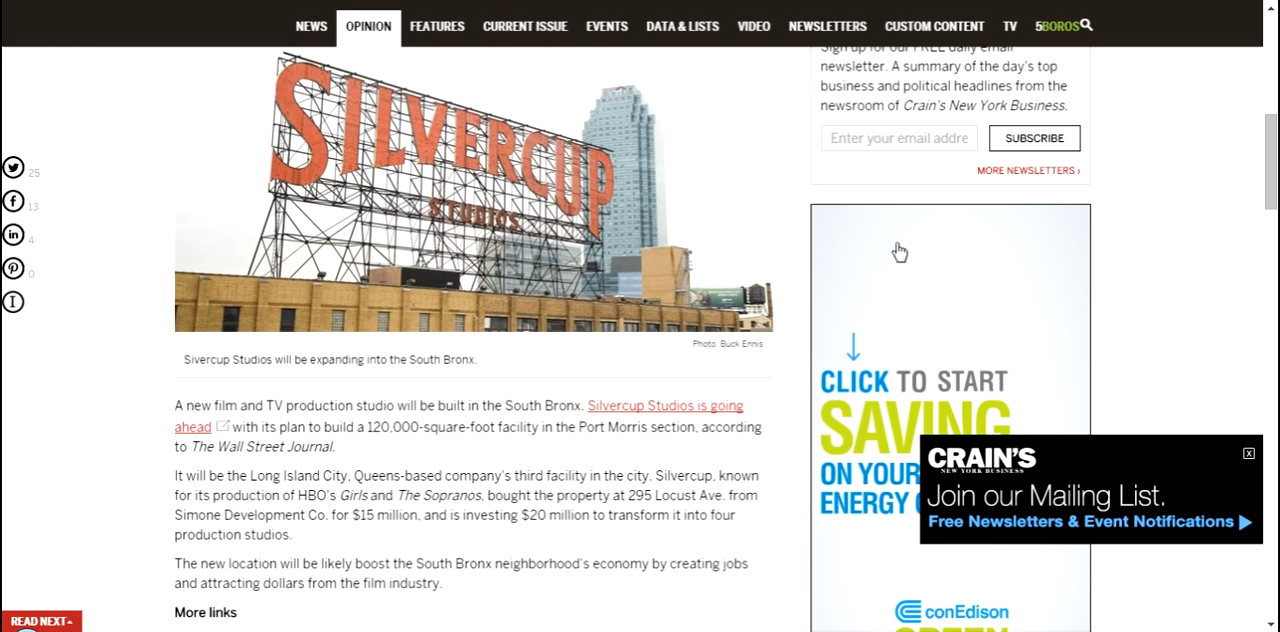 NEWS OPINION FEATURES CURRENT ISSUE EVENTS DATA & LISTS VIDEO NEWSLETTERS CUSTOM CONTENT TV 5BOROS
25
13
4
0
SILVERCUP
STUDIOS
Photo: Buck Ennis
Sivercup Studios will be expanding into the South Bronx.
A new film and TV production studio will be built in the South Bronx. Silvercup Studios is going
ahead with its plan to build a 120,000-square-foot facility in the Port Morris section, according
to The Wall Street Journal.
It will be the Long Island City, Queens-based company's third facility in the city. Silvercup, known
for its production of HBO's Girls and The Sopranos, bought the property at 295 Locust Ave. from
Simone Development Co. for $15 million, and is investing $20 million to transform it into four
production studios.
The new location will be likely boost the South Bronx neighborhood's economy by creating jobs
and attracting dollars from the film industry.
More links
READ NEXT
Sign up for our FREE daily email
newsletter. A summary of the day's top
business and political headlines from the
newsroom of Crain's New York Business.
Enter your email addre SUBSCRIBE
MORE NEWSLETTERS ›
CLICK TO START
SAVING
ON YOUR
ENERGY
CRAIN'S
NEW YORK BUSINESS
Join our Mailing List.
Free Newsletters & Event Notifications
conEdison
GREEN